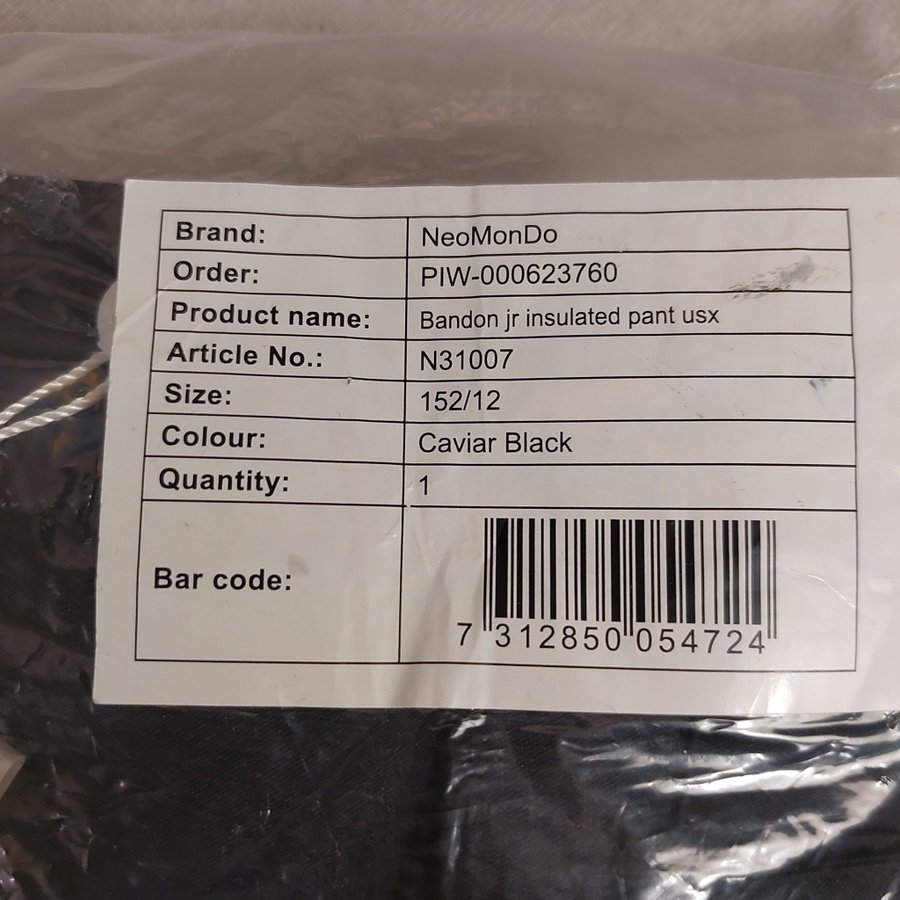 Brand: NeoMonDo
Order: PIW-000623760
Product name: Bandon jr insulated pant usx
Article No.: N31007
Size: 152/12
Colour: Caviar Black
Quantity: 1
Bar code:
7 312850 054724